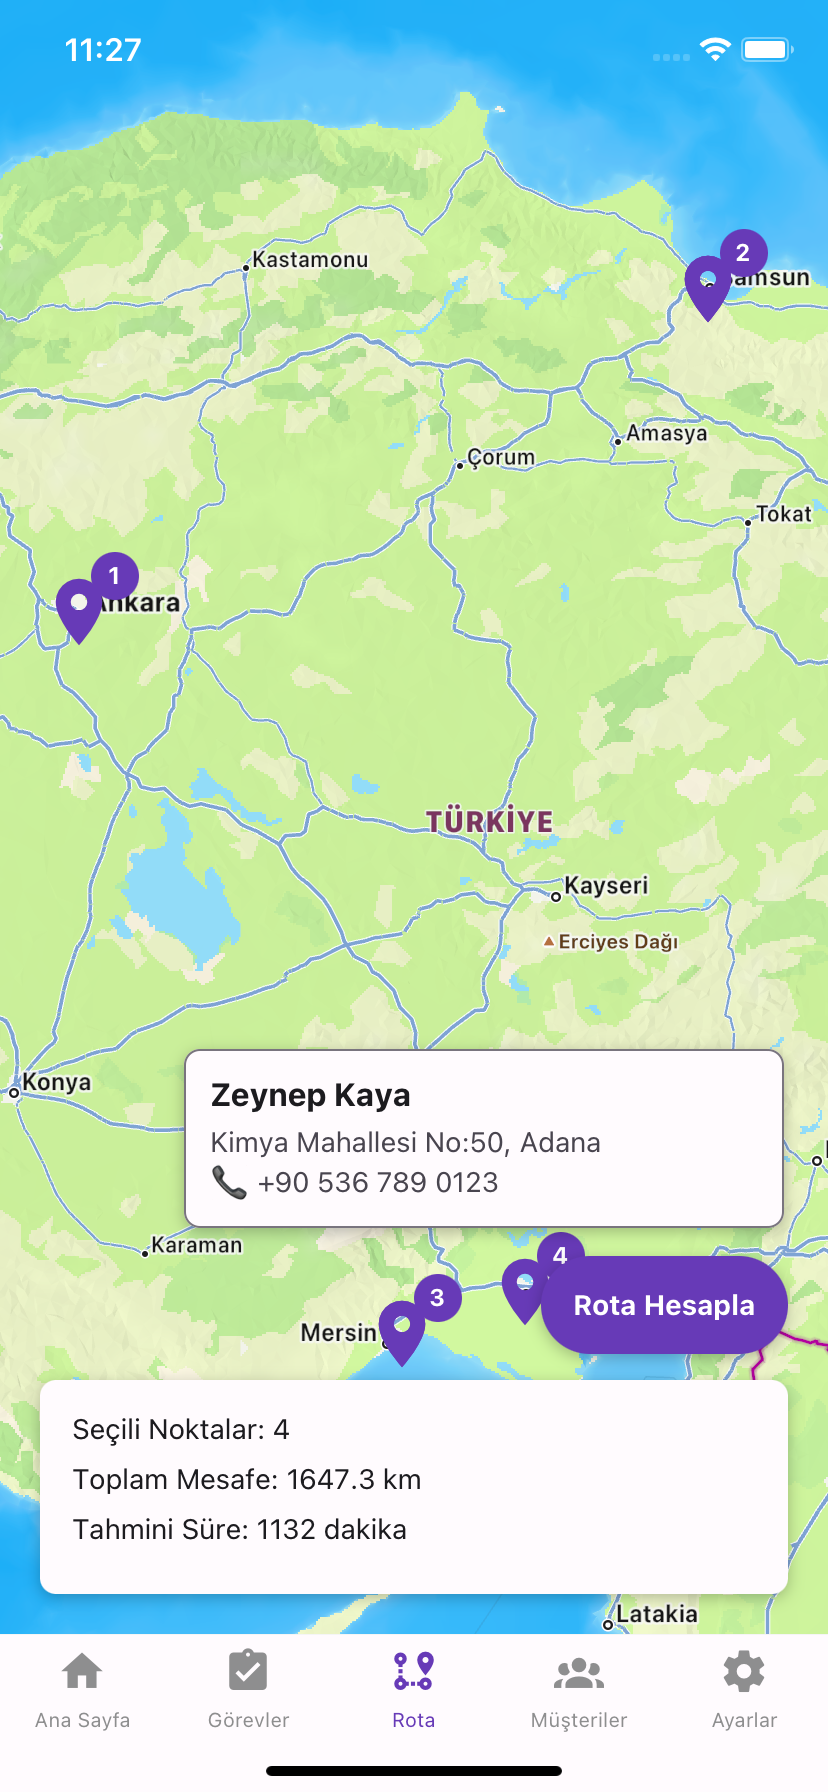 11:27
Kastamonu
2
Samsun
Amasya
Çorum
Tokat
1
Ankara
TÜRKİYE
Kayseri
Erciyes Dağı
Konya
Zeynep Kaya
Kimya Mahallesi No:50, Adana
+90 536 789 0123
Karaman
4
3
Rota Hesapla
Mersin
Seçili Noktalar: 4
Toplam Mesafe: 1647.3 km
Tahmini Süre: 1132 dakika
Latakia
Ana Sayfa
Görevler
Rota
Müşteriler
Ayarlar